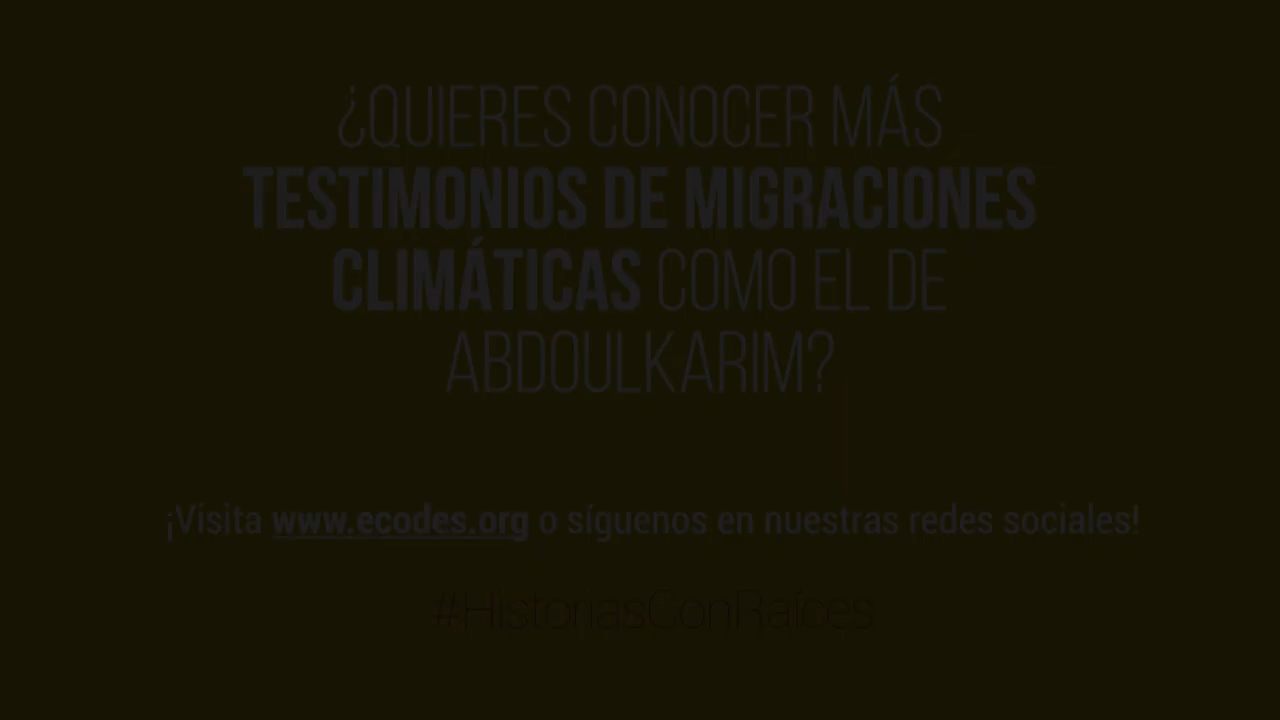 ¿QUIERES CONOCER MÁS
TESTIMONIOS DE MIGRACIONES
CLIMÁTICAS COMO EL DE
ABDOULKARIM?
¡Visita www.ecodes.org o síguenos en nuestras redes sociales!
#HistoriasConRaíces